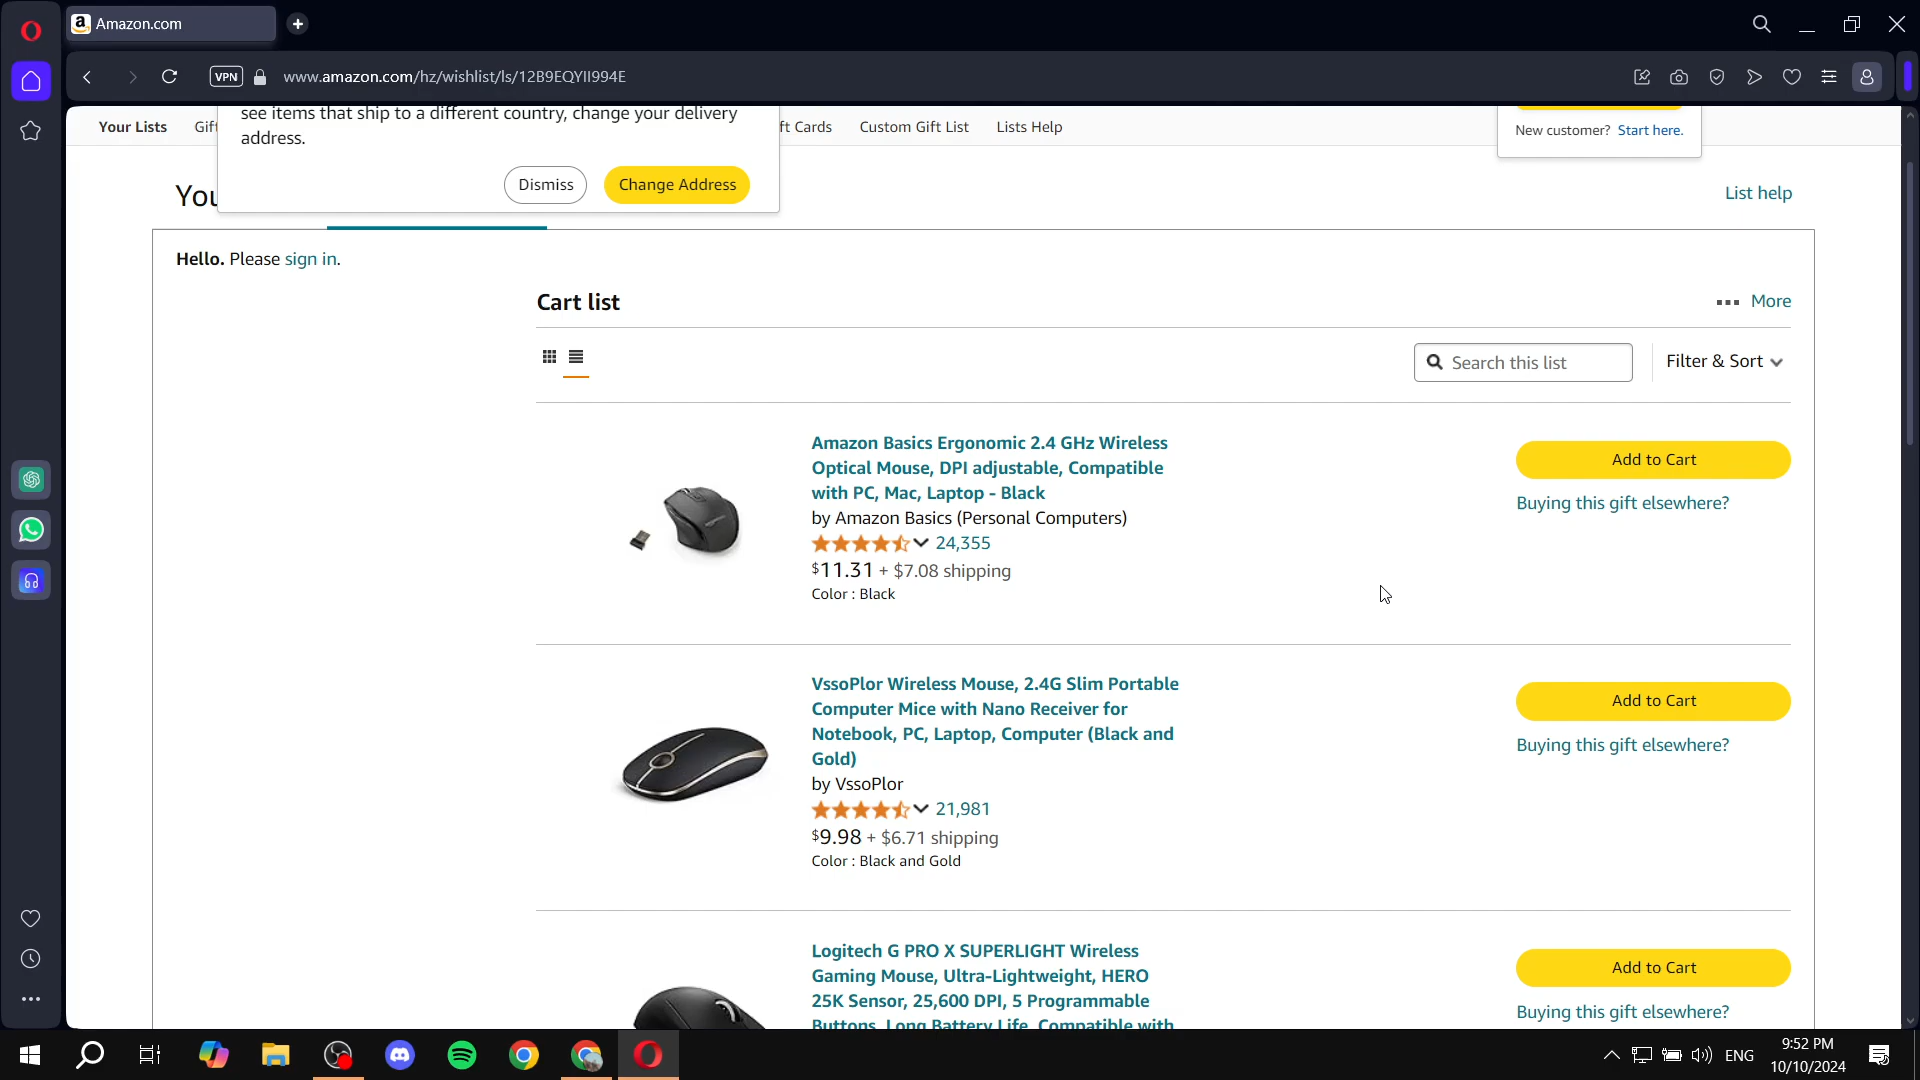 Amazon.com
VPN
www.amazon.com/hz/wishlist/ls/12B9EQYII994E
see items that ship to a different country, change your delivery
address.
Dismiss
Change Address
Your Lists
Gif
ft Cards
Custom Gift List
Lists Help
New customer? Start here.
You
List help
Hello. Please sign in.
Cart list
More
Search this list
Filter & Sort
Amazon Basics Ergonomic 2.4 GHz Wireless
Optical Mouse, DPI adjustable, Compatible
with PC, Mac, Laptop - Black
by Amazon Basics (Personal Computers)
24,355
$11.31 + $7.08 shipping
Color : Black
Add to Cart
Buying this gift elsewhere?
VssoPlor Wireless Mouse, 2.4G Slim Portable
Computer Mice with Nano Receiver for
Notebook, PC, Laptop, Computer (Black and
Gold)
by VssoPlor
21,981
$9.98 + $6.71 shipping
Color : Black and Gold
Add to Cart
Buying this gift elsewhere?
Logitech G PRO X SUPERLIGHT Wireless
Gaming Mouse, Ultra-Lightweight, HERO
25K Sensor, 25,600 DPI, 5 Programmable
Buttons, Long Battery Life, Compatible with
Add to Cart
Buying this gift elsewhere?
ENG
9:52 PM
10/10/2024